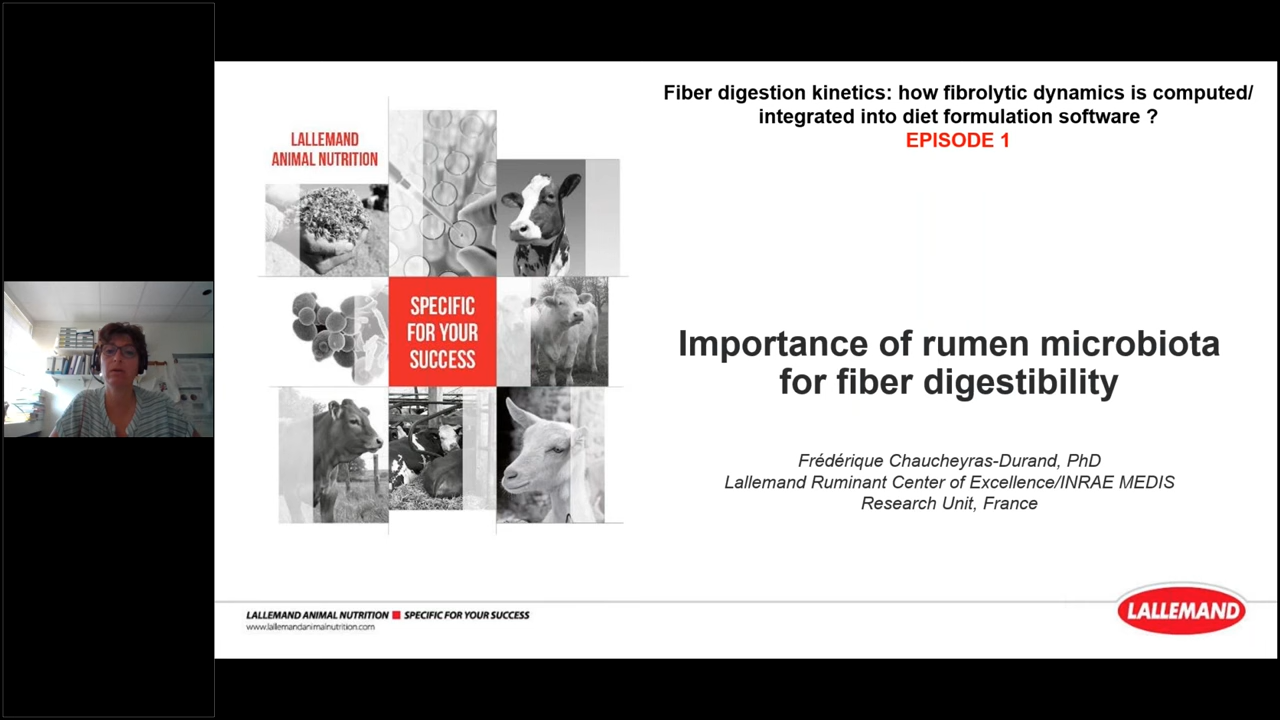 Fiber digestion kinetics: how fibrolytic dynamics is computed/
integrated into diet formulation software ?
EPISODE 1
LALLEMAND
ANIMAL NUTRITION
SPECIFIC
FOR YOUR
SUCCESS
Importance of rumen microbiota
for fiber digestibility
Frédérique Chaucheyras-Durand, PhD
Lallemand Ruminant Center of Excellence/INRAE MEDIS
Research Unit, France
LALLEMAND ANIMAL NUTRITION SPECIFIC FOR YOUR SUCCESS
www.lallemandanimalnutrition.com
LALLEMAND